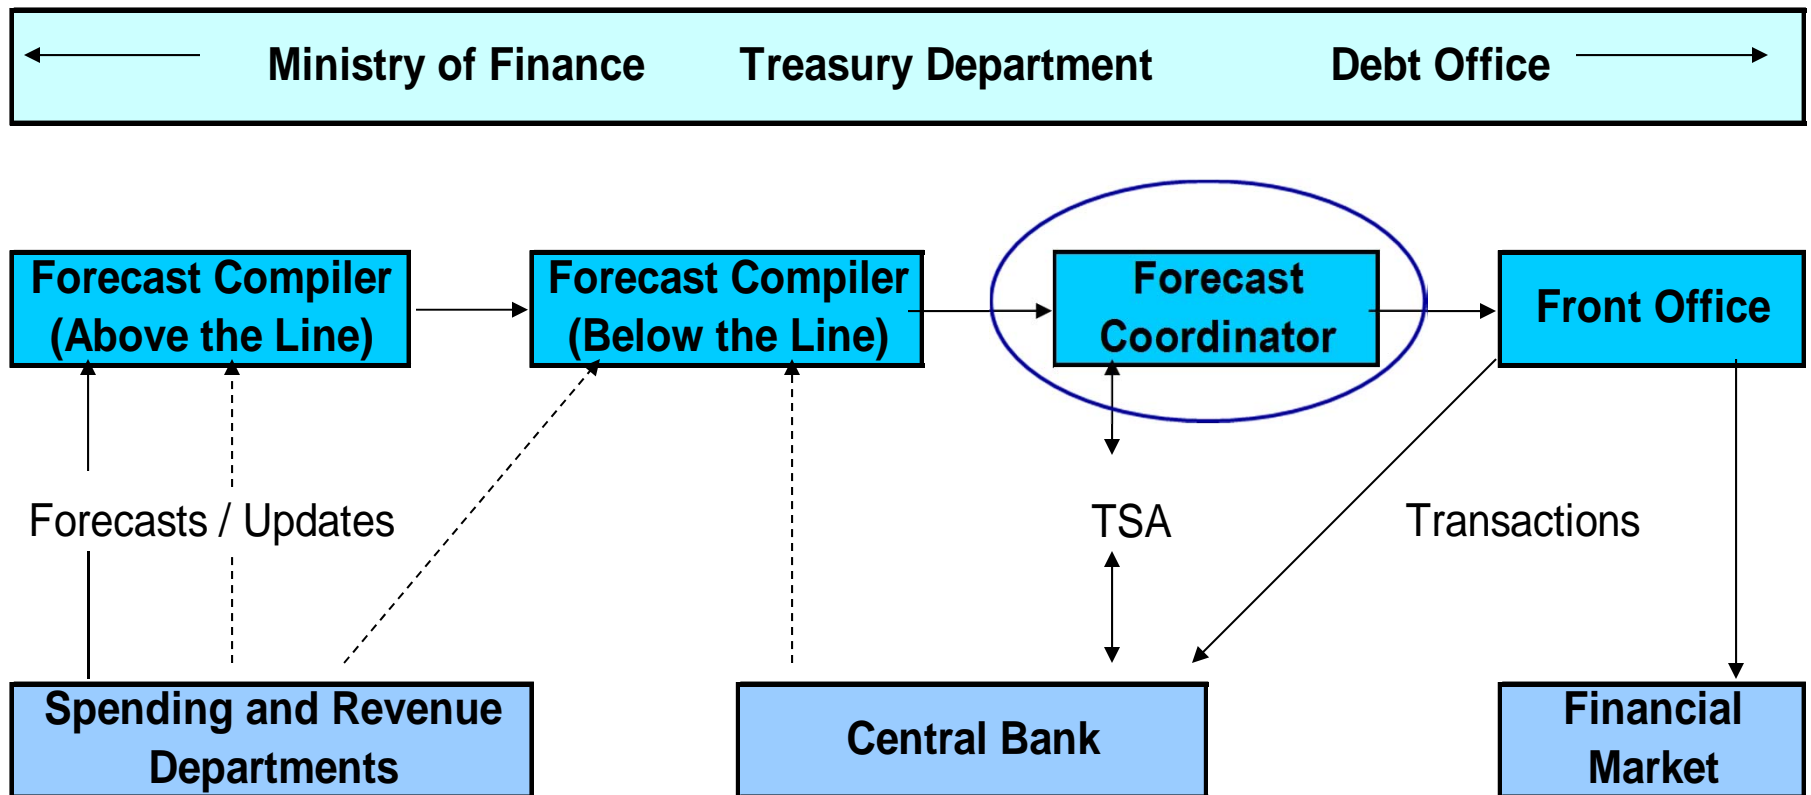 Ministry of Finance Treasury Department Debt Office
Forecast Compiler
(Above the Line)
Forecast Compiler
(Below the Line)
Forecast
Coordinator
Front Office
Forecasts / Updates
TSA
Transactions
Spending and Revenue
Departments
Central Bank
Financial
Market